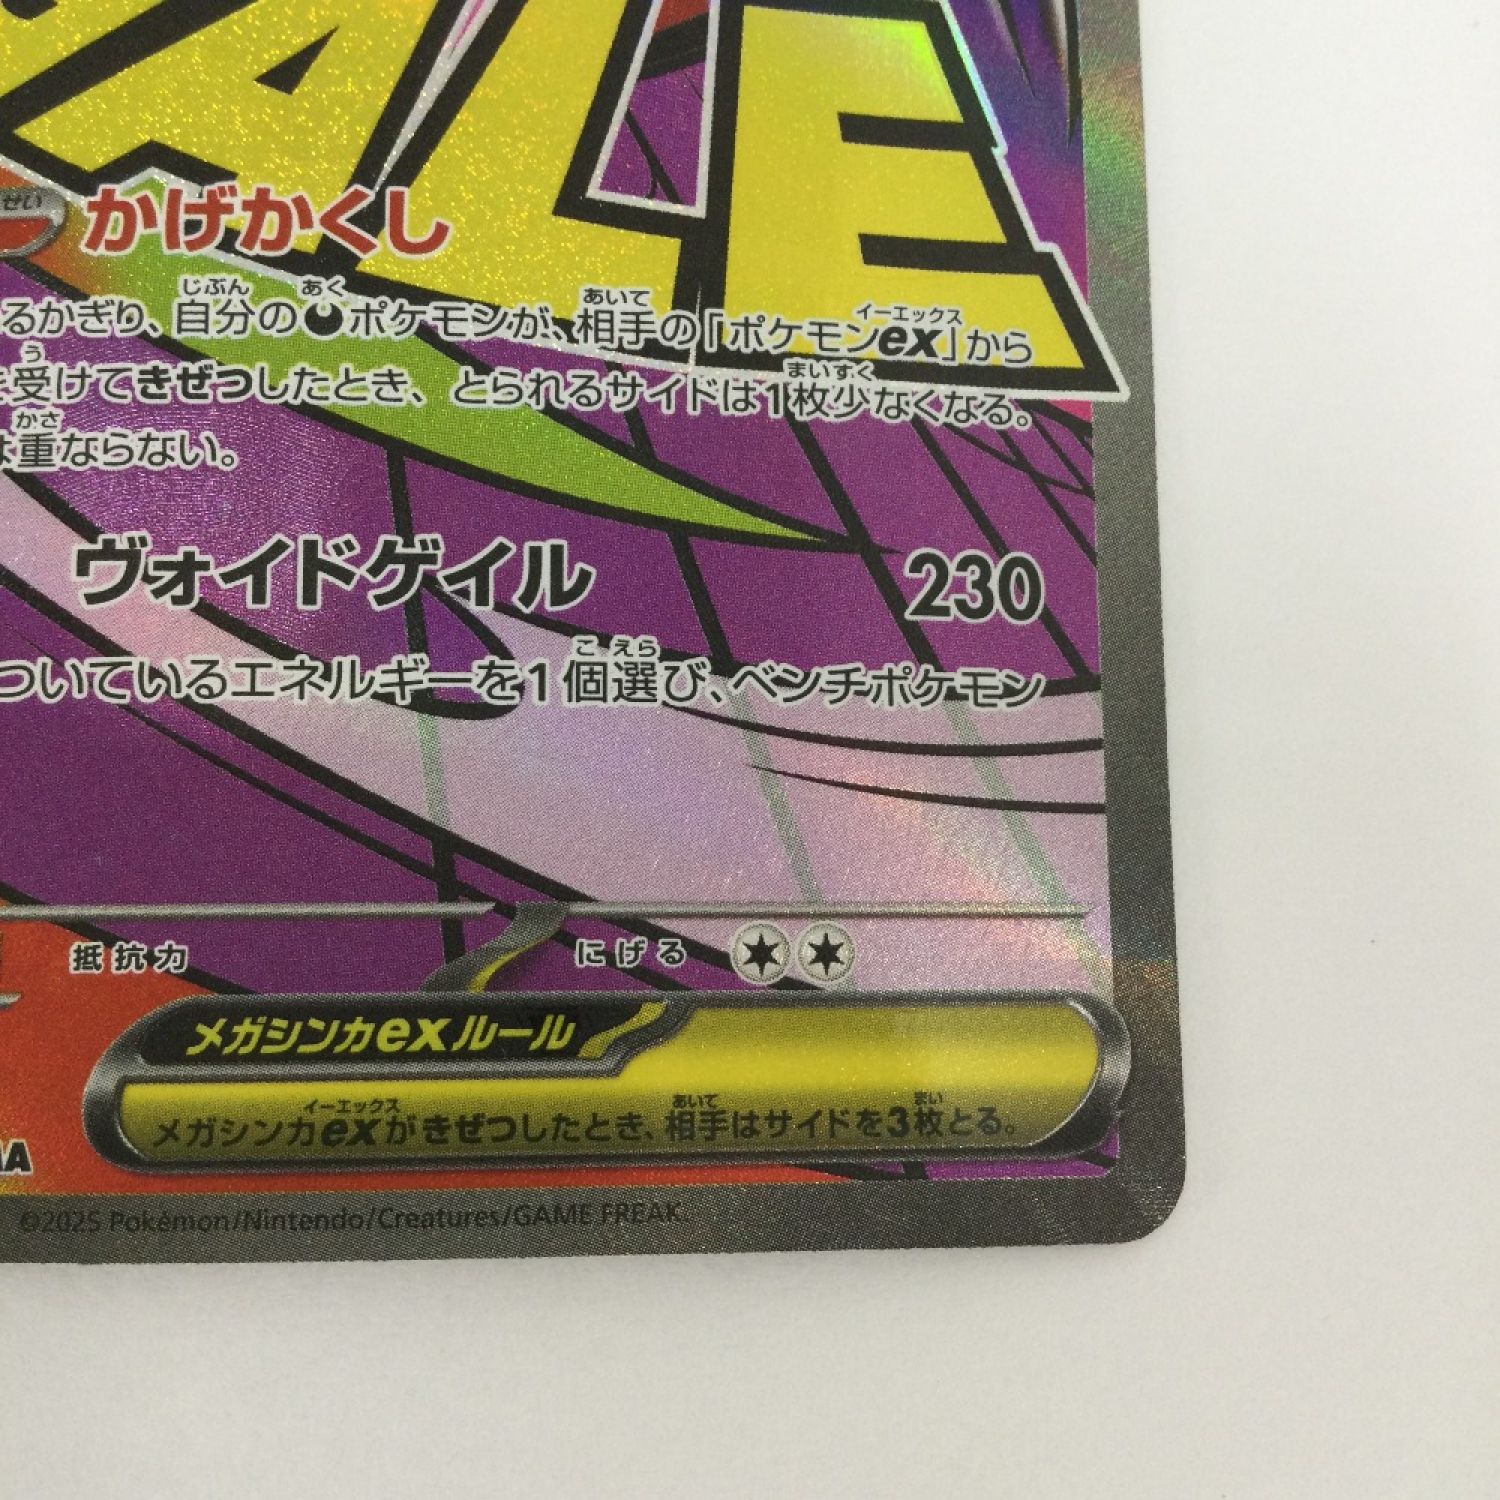 ALE
せい かげかくし
るかぎり、自分の ポケモンが、相手の「ポケモンex」から
を受けてきぜつしたとき、とられるサイドは1枚少なくなる。
は重ならない。
ヴォイドゲイル 230
ついているエネルギーを1個選び、ベンチポケモン
抵抗力 にげる
メガシンカexルール
メガシンカexがきぜつしたとき、相手はサイドを3枚とる。
©2025 Pokémon/Nintendo/Creatures/GAME FREAK.